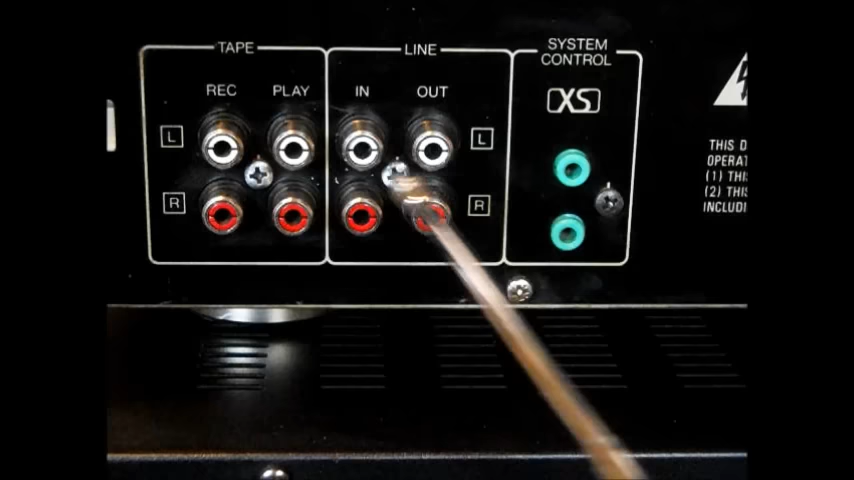 TAPE
LINE
SYSTEM
CONTROL
REC PLAY
IN OUT
XS
L
L
R
R
THIS D
OPERAT
(1) THIS
(2) THIS
INCLUDI